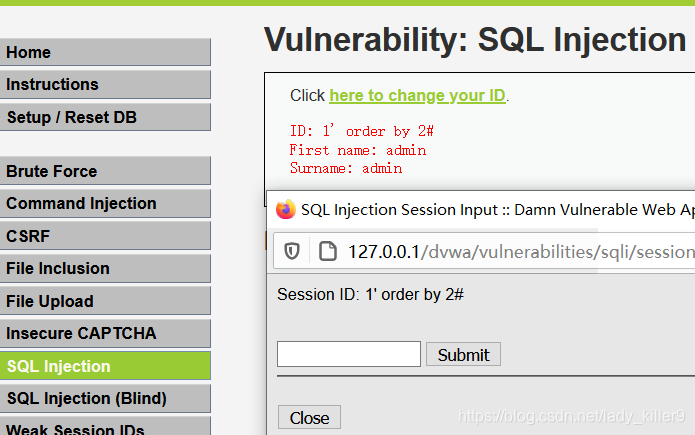 Vulnerability: SQL Injection
Home
Instructions
Setup / Reset DB
Brute Force
Command Injection
CSRF
File Inclusion
File Upload
Insecure CAPTCHA
SQL Injection
SQL Injection (Blind)
Weak Session IDs
Click here to change your ID.
ID: 1' order by 2#
First name: admin
Surname: admin
SQL Injection Session Input :: Damn Vulnerable Web Ap
127.0.0.1/dvwa/vulnerabilities/sqli/session
Session ID: 1' order by 2#
Submit
Close
https://blog.csdn.net/lady_killer9